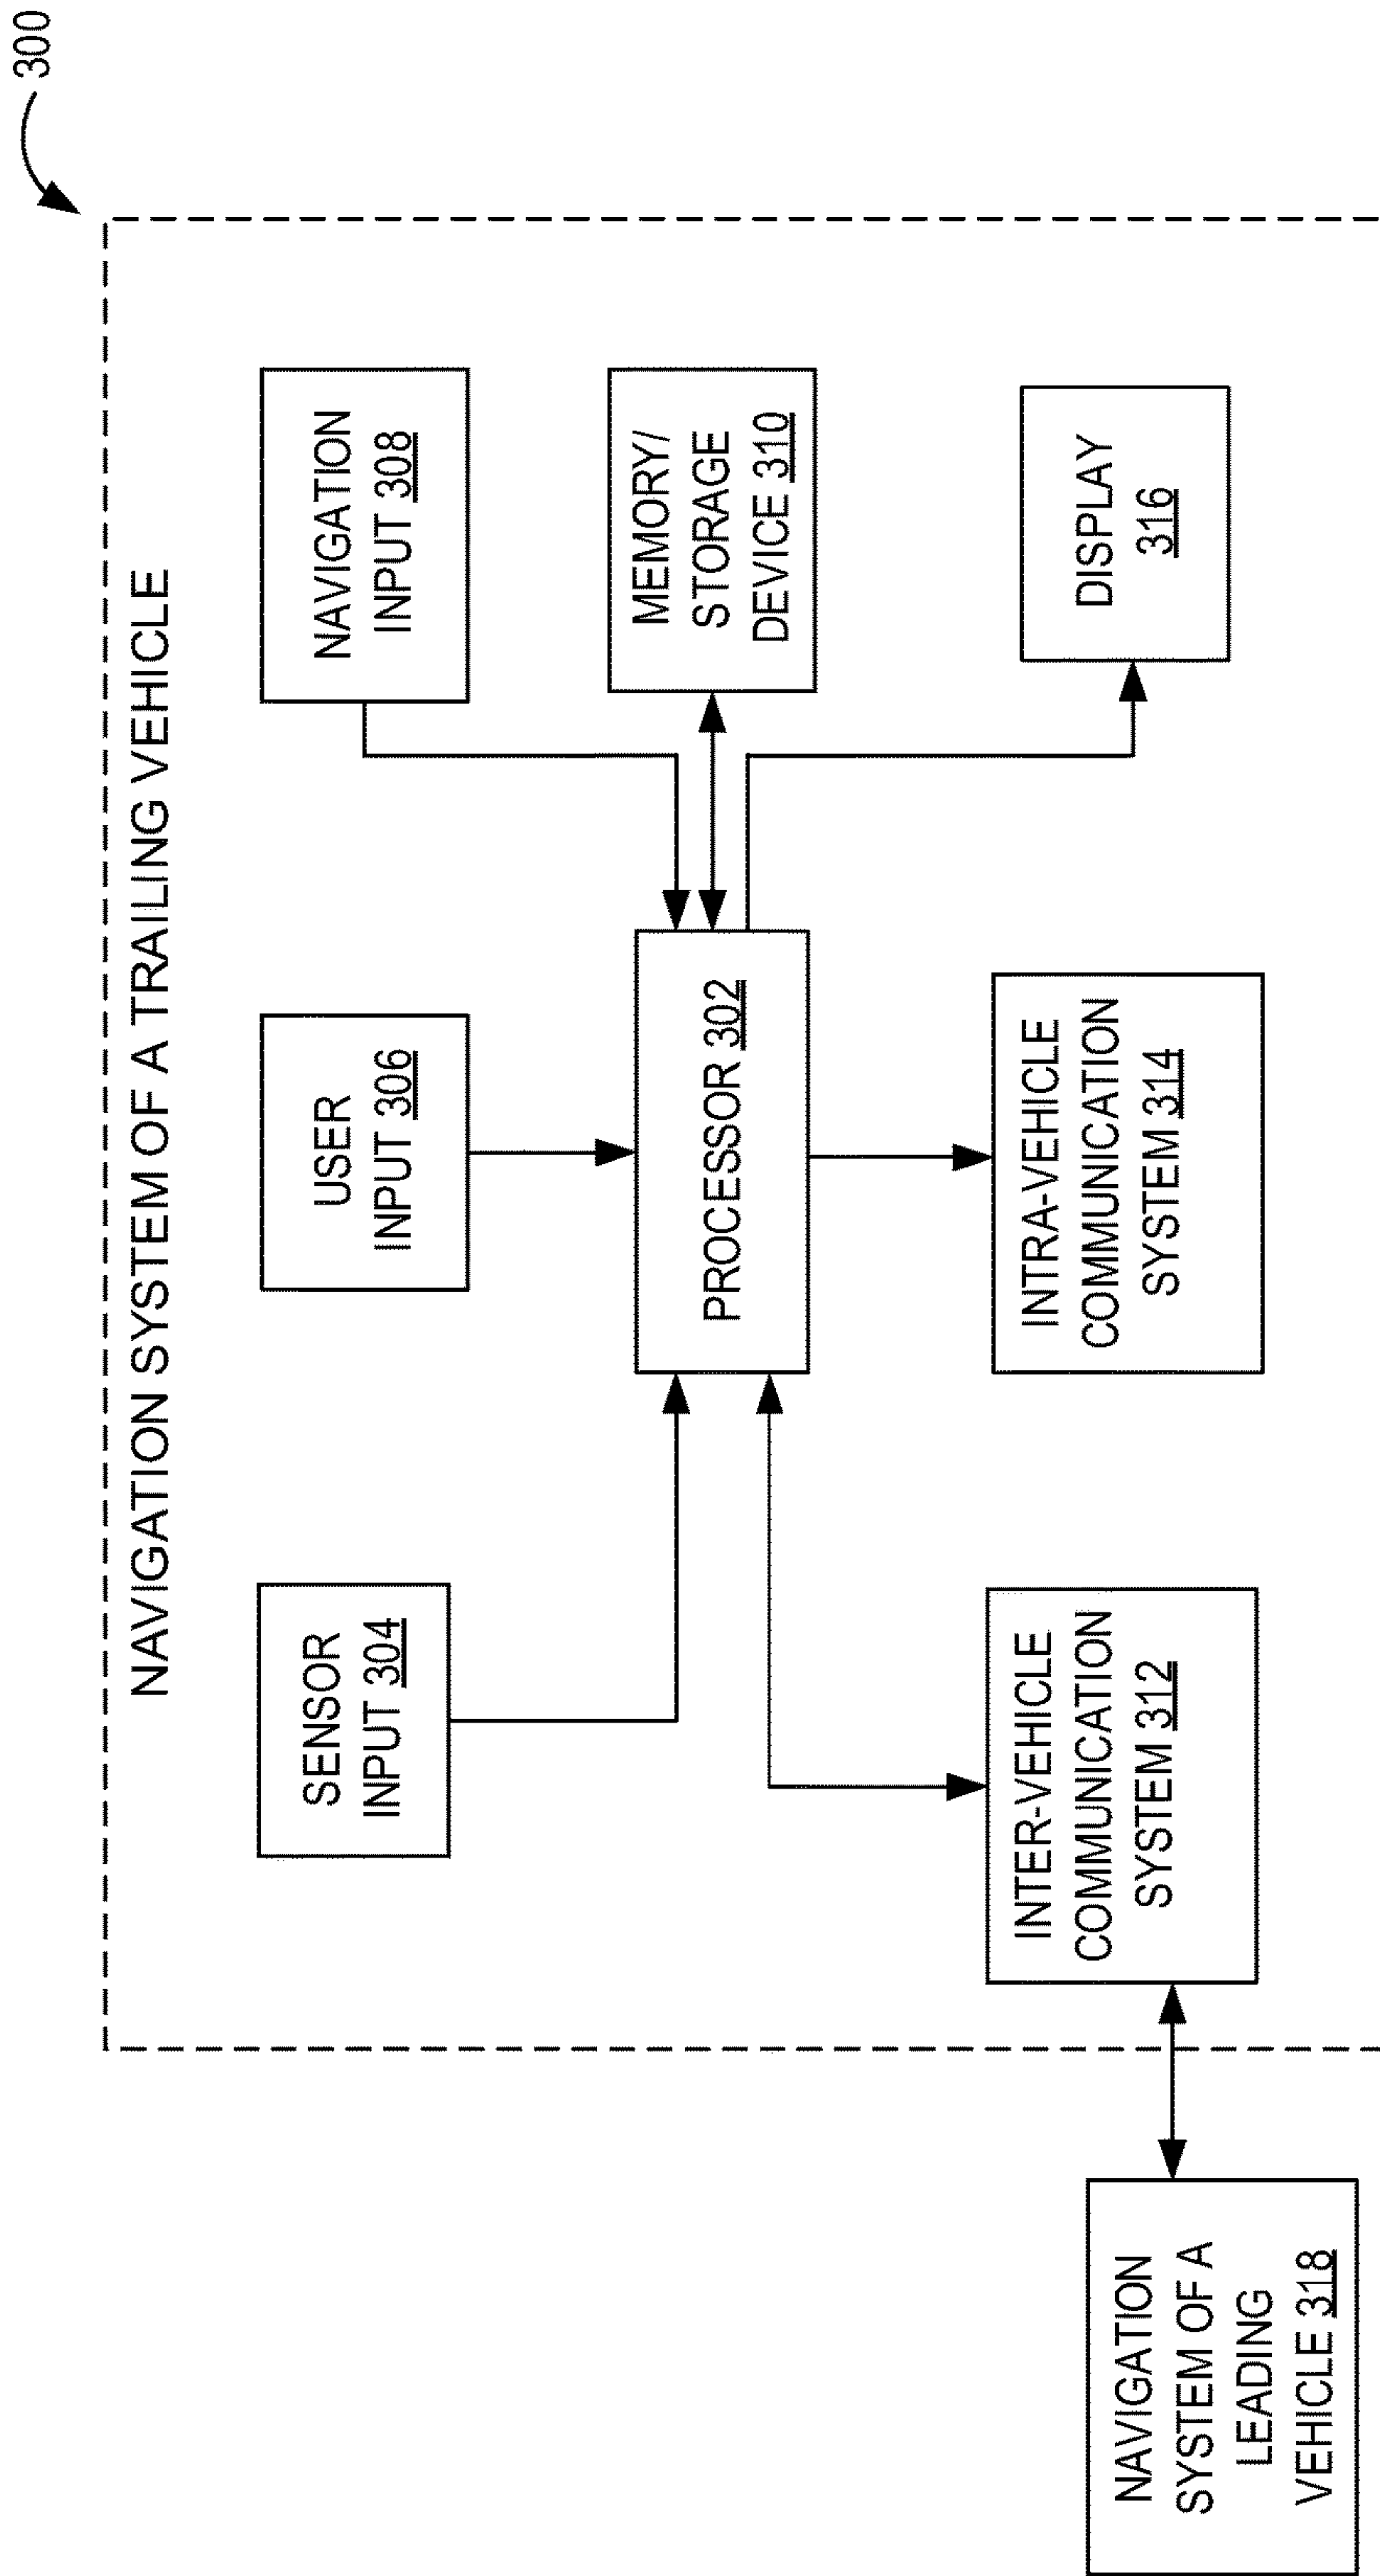 300
NAVIGATION SYSTEM OF A TRAILING VEHICLE
SENSOR
INPUT 304
USER
INPUT 306
NAVIGATION
INPUT 308
PROCESSOR 302
MEMORY/
STORAGE
DEVICE 310
INTER-VEHICLE
COMMUNICATION
SYSTEM 312
INTRA-VEHICLE
COMMUNICATION
SYSTEM 314
DISPLAY
316
NAVIGATION
SYSTEM OF A
LEADING
VEHICLE 318